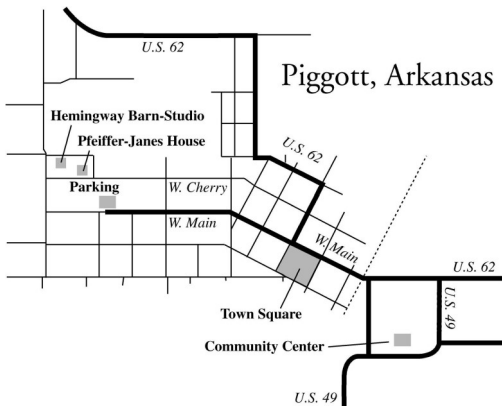 U.S. 62
Piggott, Arkansas
Hemingway Barn-Studio
Pfeiffer-Janes House
U.S. 62
Parking
W. Cherry
W. Main
W. Main
U.S. 62
U.S. 49
Town Square
Community Center
U.S. 49